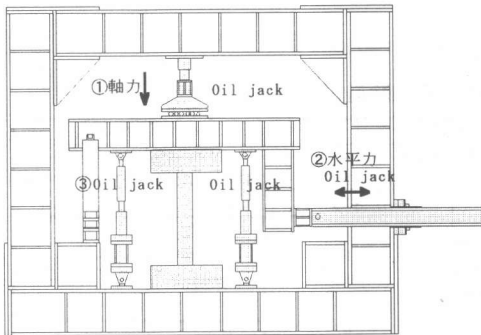 ①軸力
Oil jack
②水平力
Oil jack
③Oil jack
Oil jack